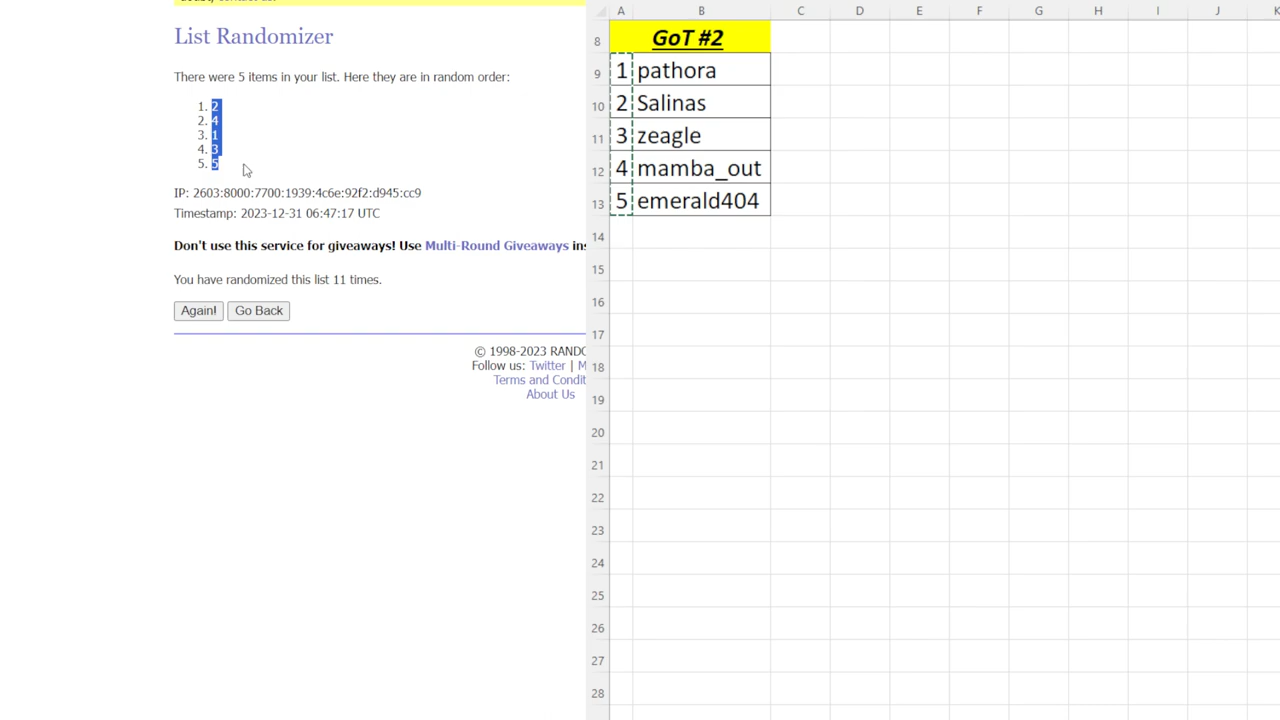 List Randomizer
There were 5 items in your list. Here they are in random order:
1. 2
2. 4
3. 1
4. 3
5. 5
IP: 2603:8000:7700:1939:4c6e:92f2:d945:cc9
Timestamp: 2023-12-31 06:47:17 UTC
Don't use this service for giveaways! Use Multi-Round Giveaways ins
You have randomized this list 11 times.
Again! Go Back
© 1998-2023 RANDO
Follow us: Twitter | M
Terms and Condit
About Us
A B C D E F G H I J K
8 GoT #2
9 1 pathora
10 2 Salinas
11 3 zeagle
12 4 mamba_out
13 5 emerald404
14
15
16
17
18
19
20
21
22
23
24
25
26
27
28